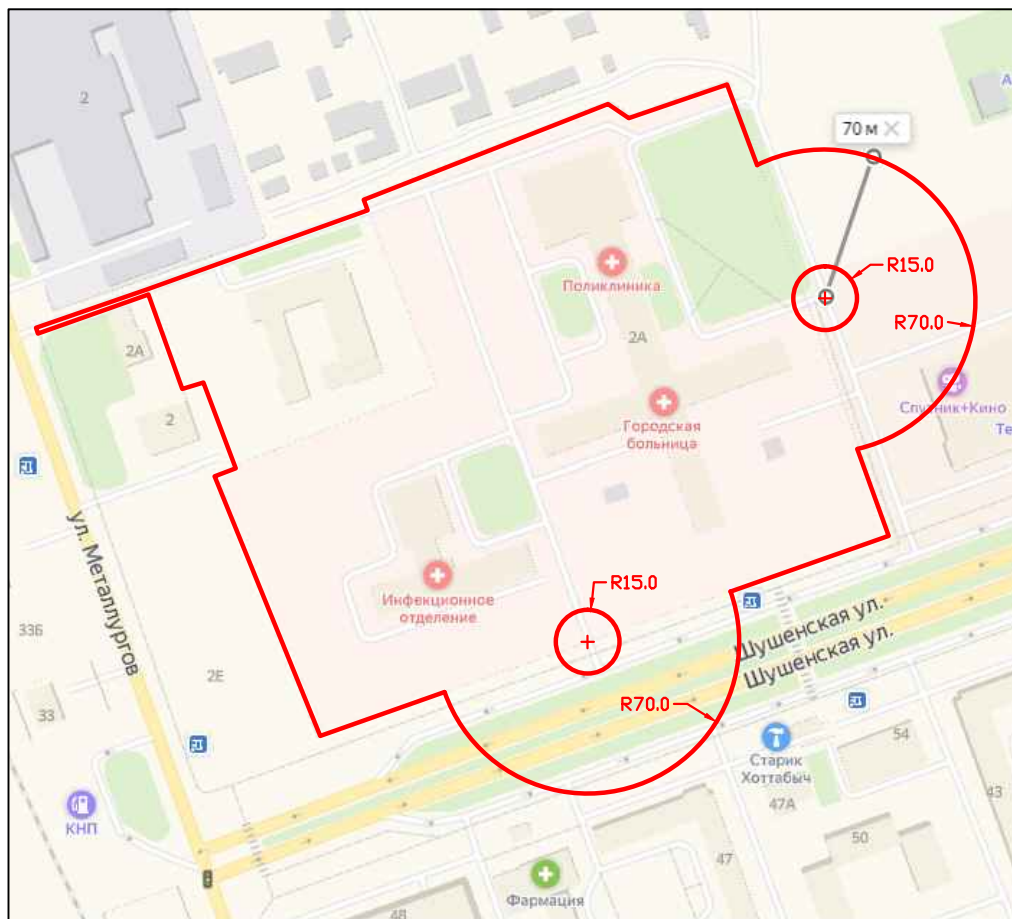 2
А
70 м
R15.0
Поликлиника
R70.0
2А
2А
Спутник+Кино
Те
2
Городская
больница
ул. Металлургов
Инфекционное
отделение
R15.0
33Б
Шушенская ул.
Шушенская ул.
2Е
R70.0
33
54
Старик
Хоттабыч
43
47А
КНП
50
47
Фармация
48